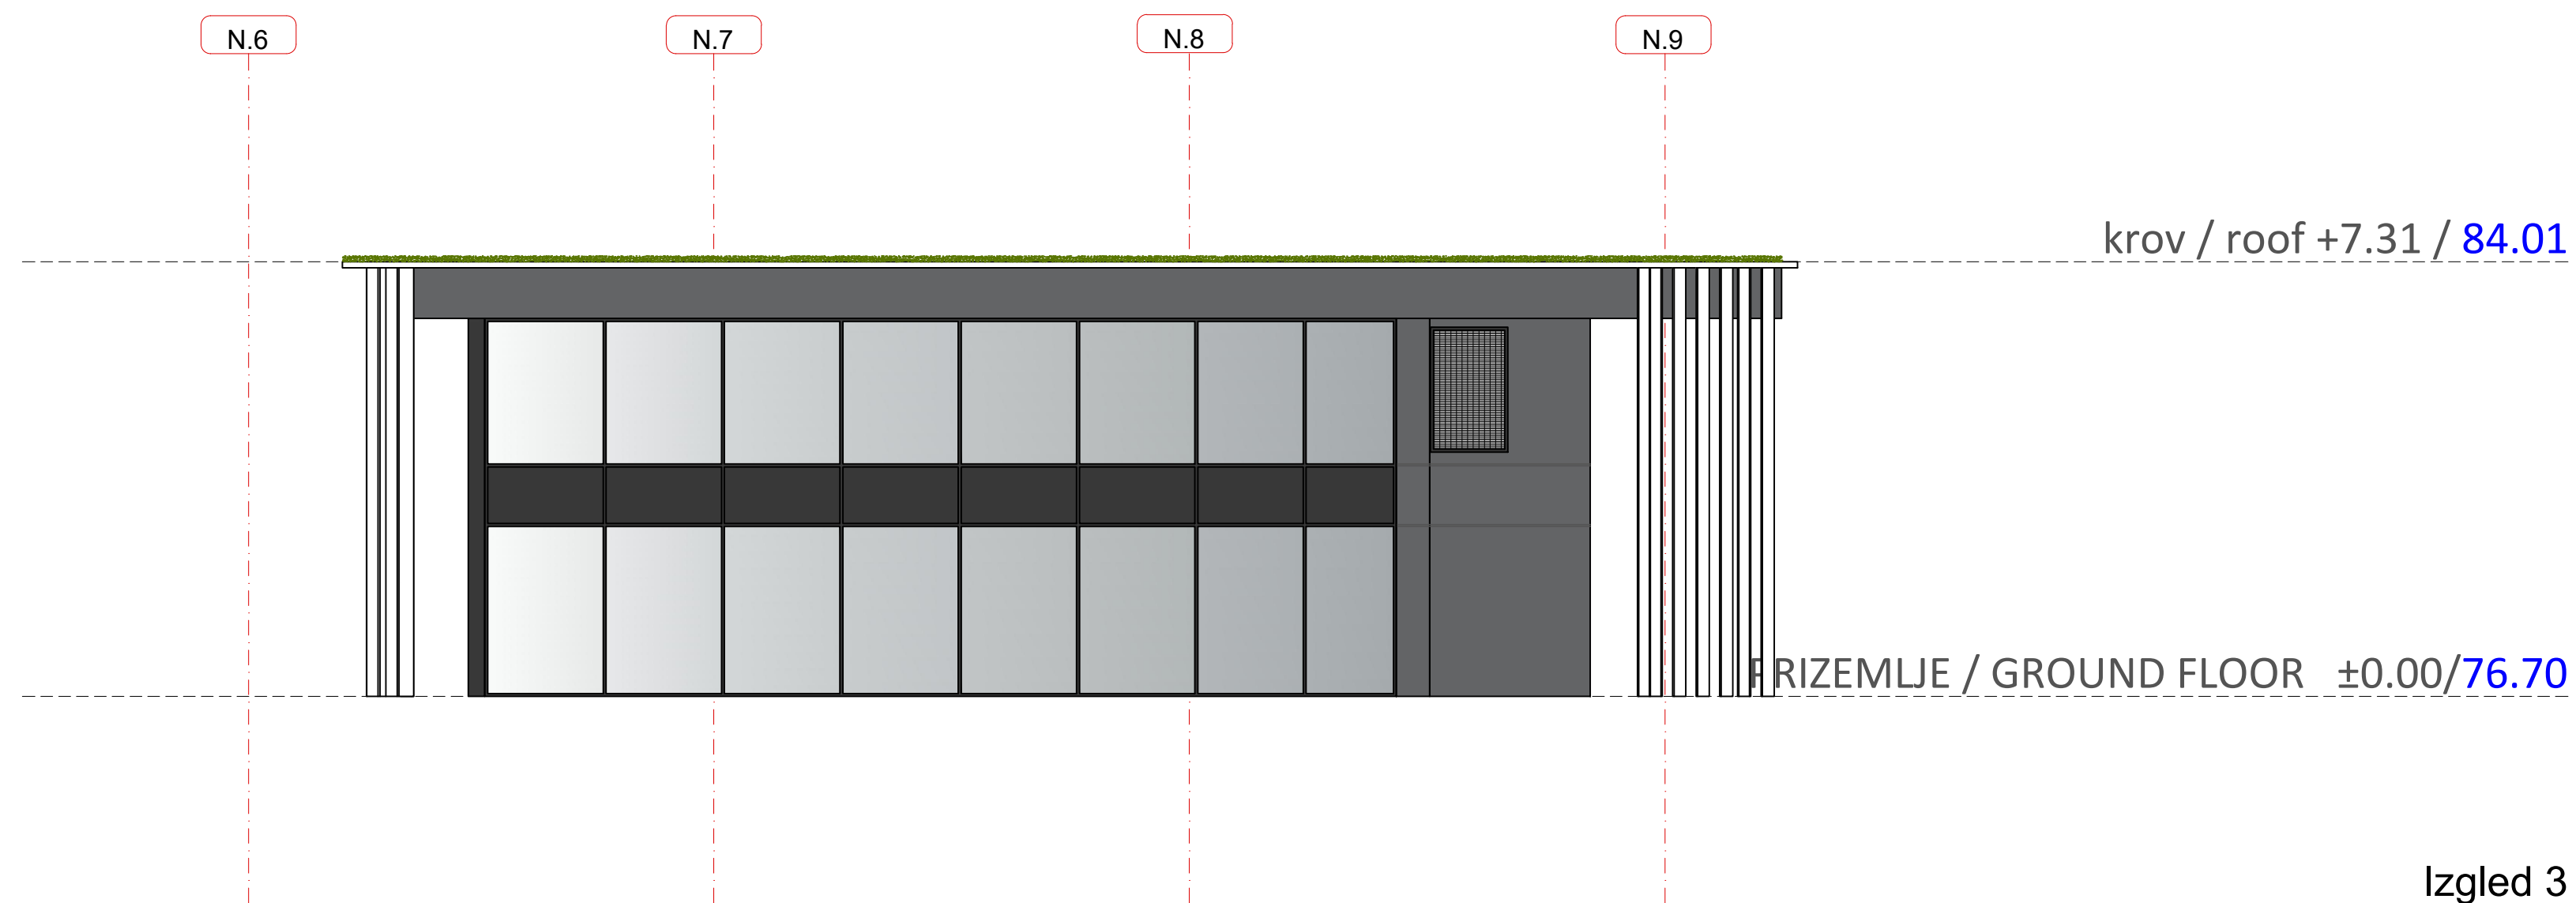 N.6
N.7
N.8
N.9
krov / roof +7.31 / 84.01
PRIZEMLJE / GROUND FLOOR ±0.00/76.70
Izgled 3